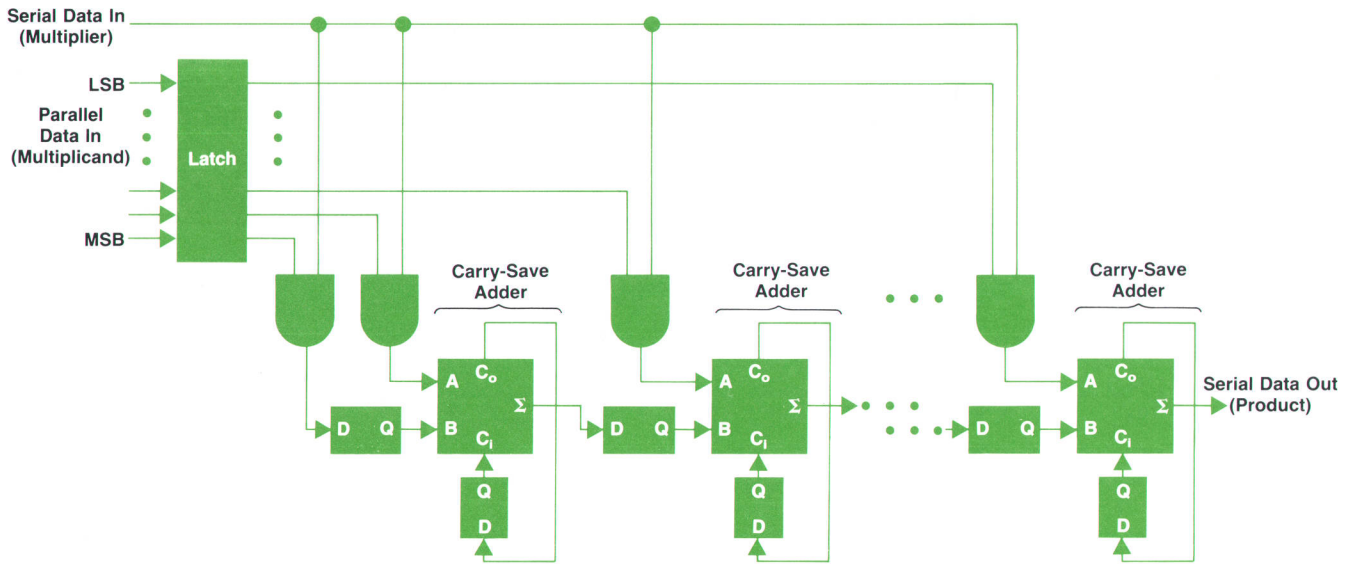 Serial Data In
(Multiplier)
LSB
Parallel
Data In
(Multiplicand)
Latch
MSB
Carry-Save
Adder
Carry-Save
Adder
Carry-Save
Adder
A
Co
Σ
B
Ci
D Q
Q
D
A
Co
Σ
B
Ci
D Q
Q
D
A
Co
Σ
B
Ci
D Q
Q
D
Serial Data Out
(Product)